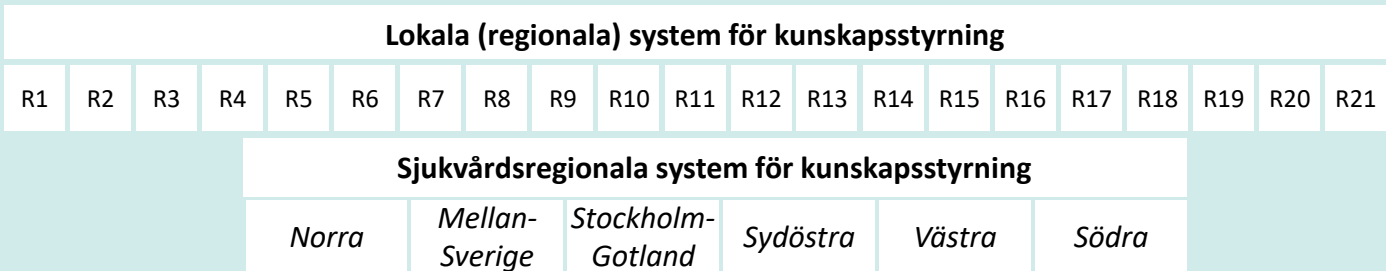 Lokala (regionala) system för kunskapsstyrning
R1 R2 R3 R4 R5 R6 R7 R8 R9 R10 R11 R12 R13 R14 R15 R16 R17 R18 R19 R20 R21
Sjukvårdsregionala system för kunskapsstyrning
Norra Mellan- Stockholm- Sydöstra Västra Södra
Sverige Gotland